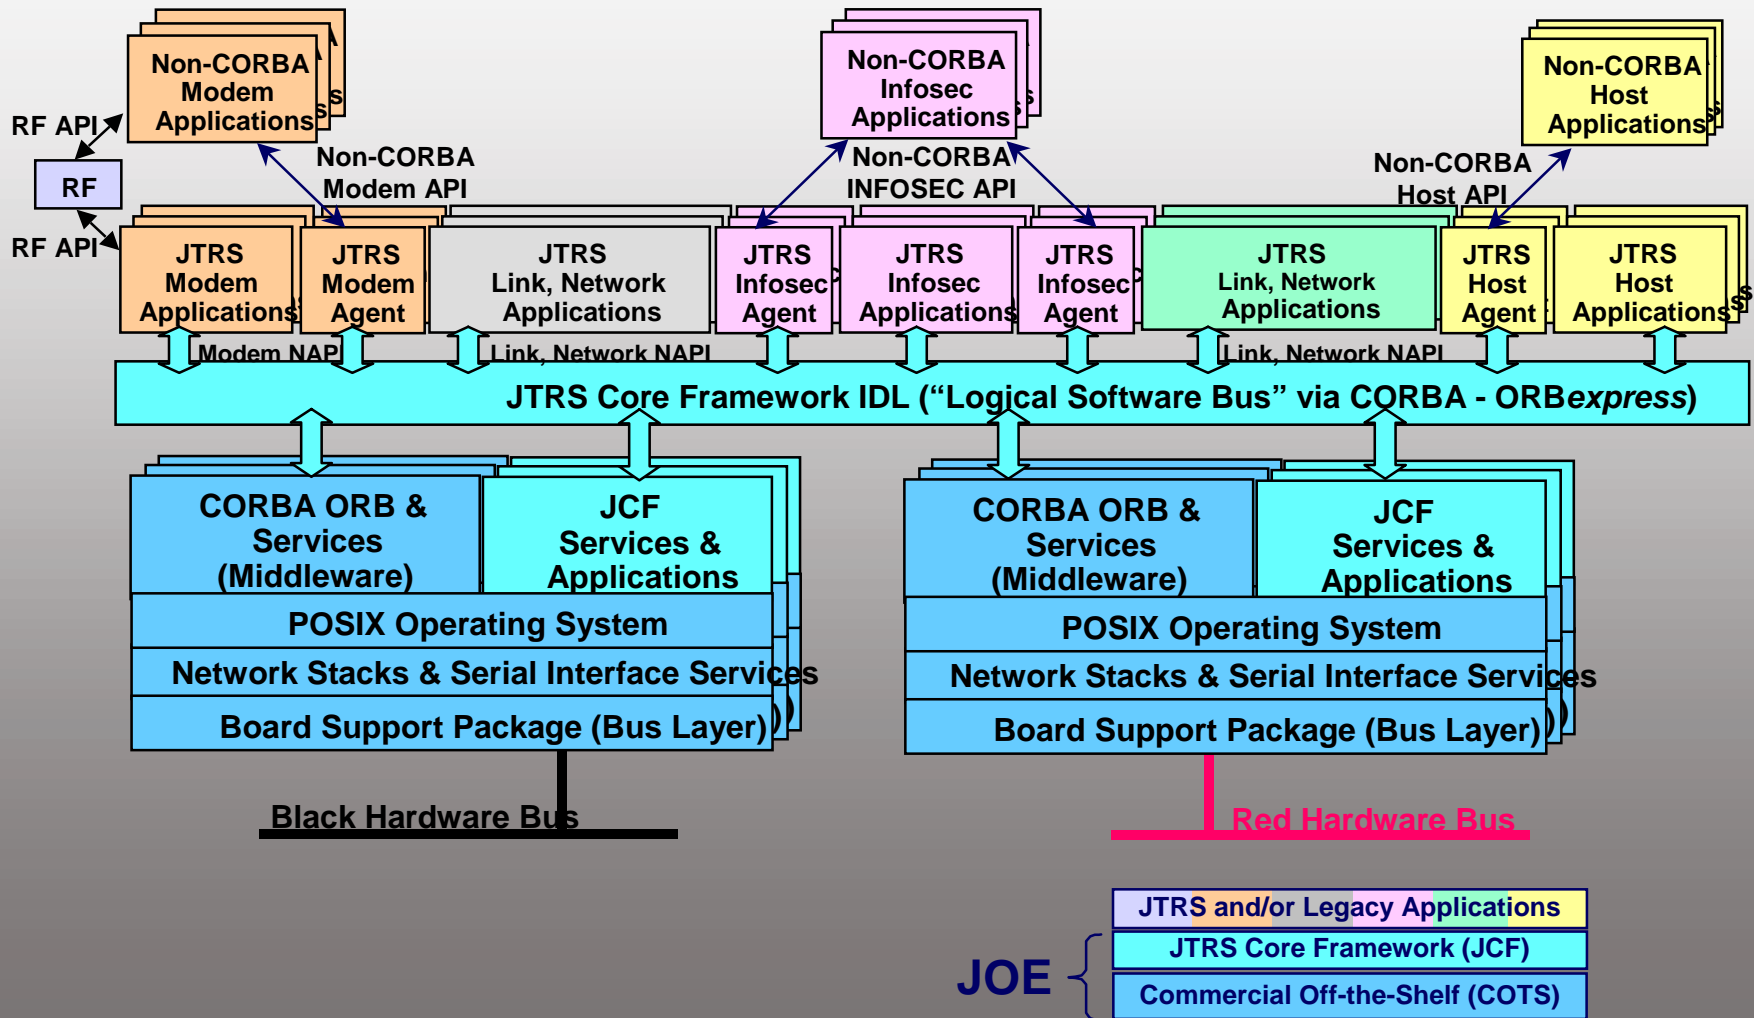 Non-CORBA
Modem
Applications
Non-CORBA
Infosec
Applications
Non-CORBA
Host
Applications
RF API
RF
RF API
Non-CORBA
Modem API
Non-CORBA
INFOSEC API
Non-CORBA
Host API
JTRS
Modem
Applications
JTRS
Modem
Agent
JTRS
Link, Network
Applications
JTRS
Infosec
Agent
JTRS
Infosec
Applications
JTRS
Infosec
Agent
JTRS
Link, Network
Applications
JTRS
Host
Agent
JTRS
Host
Applications
Modem NAPI
Link, Network NAPI
Link, Network NAPI
JTRS Core Framework IDL (“Logical Software Bus” via CORBA - ORBexpress)
CORBA ORB &
Services
(Middleware)
JCF
Services &
Applications
POSIX Operating System
Network Stacks & Serial Interface Services
Board Support Package (Bus Layer)
CORBA ORB &
Services
(Middleware)
JCF
Services &
Applications
POSIX Operating System
Network Stacks & Serial Interface Services
Board Support Package (Bus Layer)
Black Hardware Bus
Red Hardware Bus
JTRS and/or Legacy Applications
JOE
JTRS Core Framework (JCF)
Commercial Off-the-Shelf (COTS)